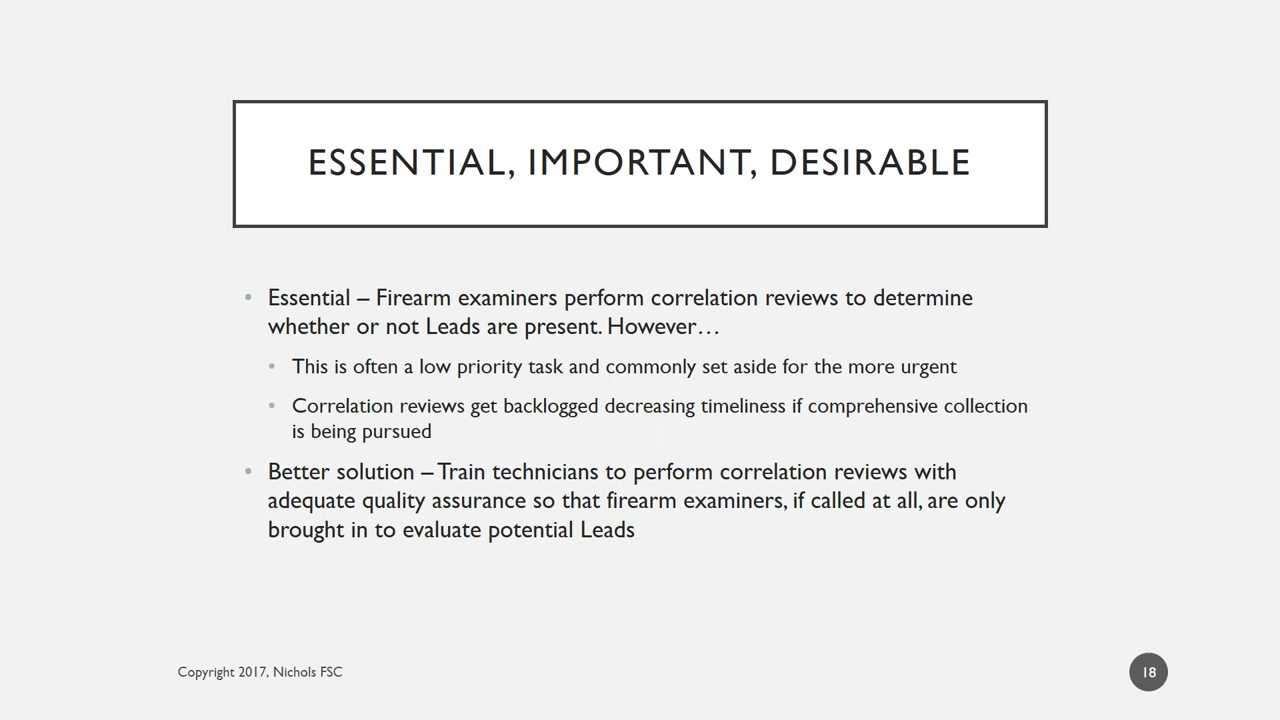 ESSENTIAL, IMPORTANT, DESIRABLE
• Essential – Firearm examiners perform correlation reviews to determine
whether or not Leads are present. However…
• This is often a low priority task and commonly set aside for the more urgent
• Correlation reviews get backlogged decreasing timeliness if comprehensive collection
is being pursued
• Better solution – Train technicians to perform correlation reviews with
adequate quality assurance so that firearm examiners, if called at all, are only
brought in to evaluate potential Leads
Copyright 2017, Nichols FSC
18